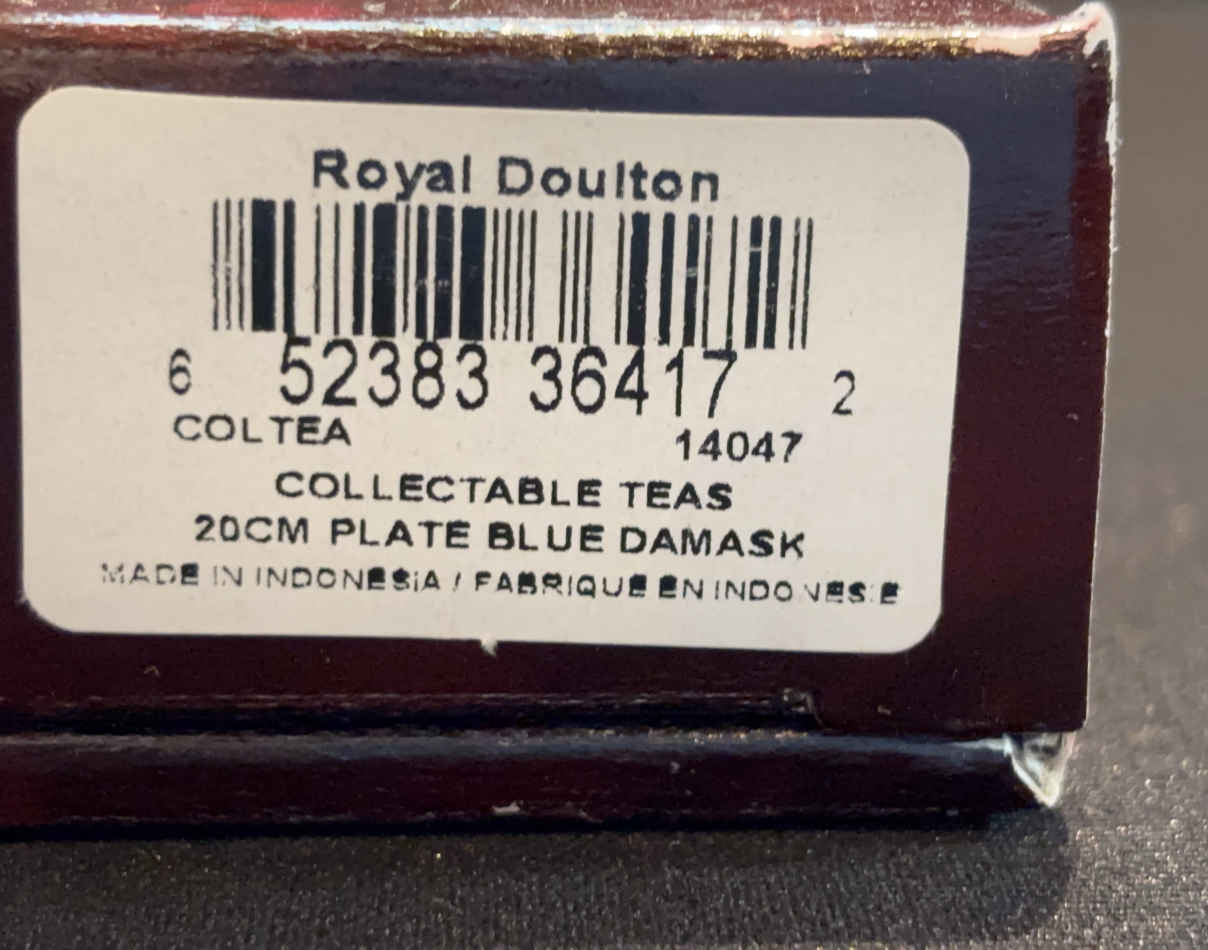 Royal Doulton
6 52383 36417 2
COLTEA 14047
COLLECTABLE TEAS
20CM PLATE BLUE DAMASK
MADE IN INDONESIA / FABRIQUE EN INDONESIE